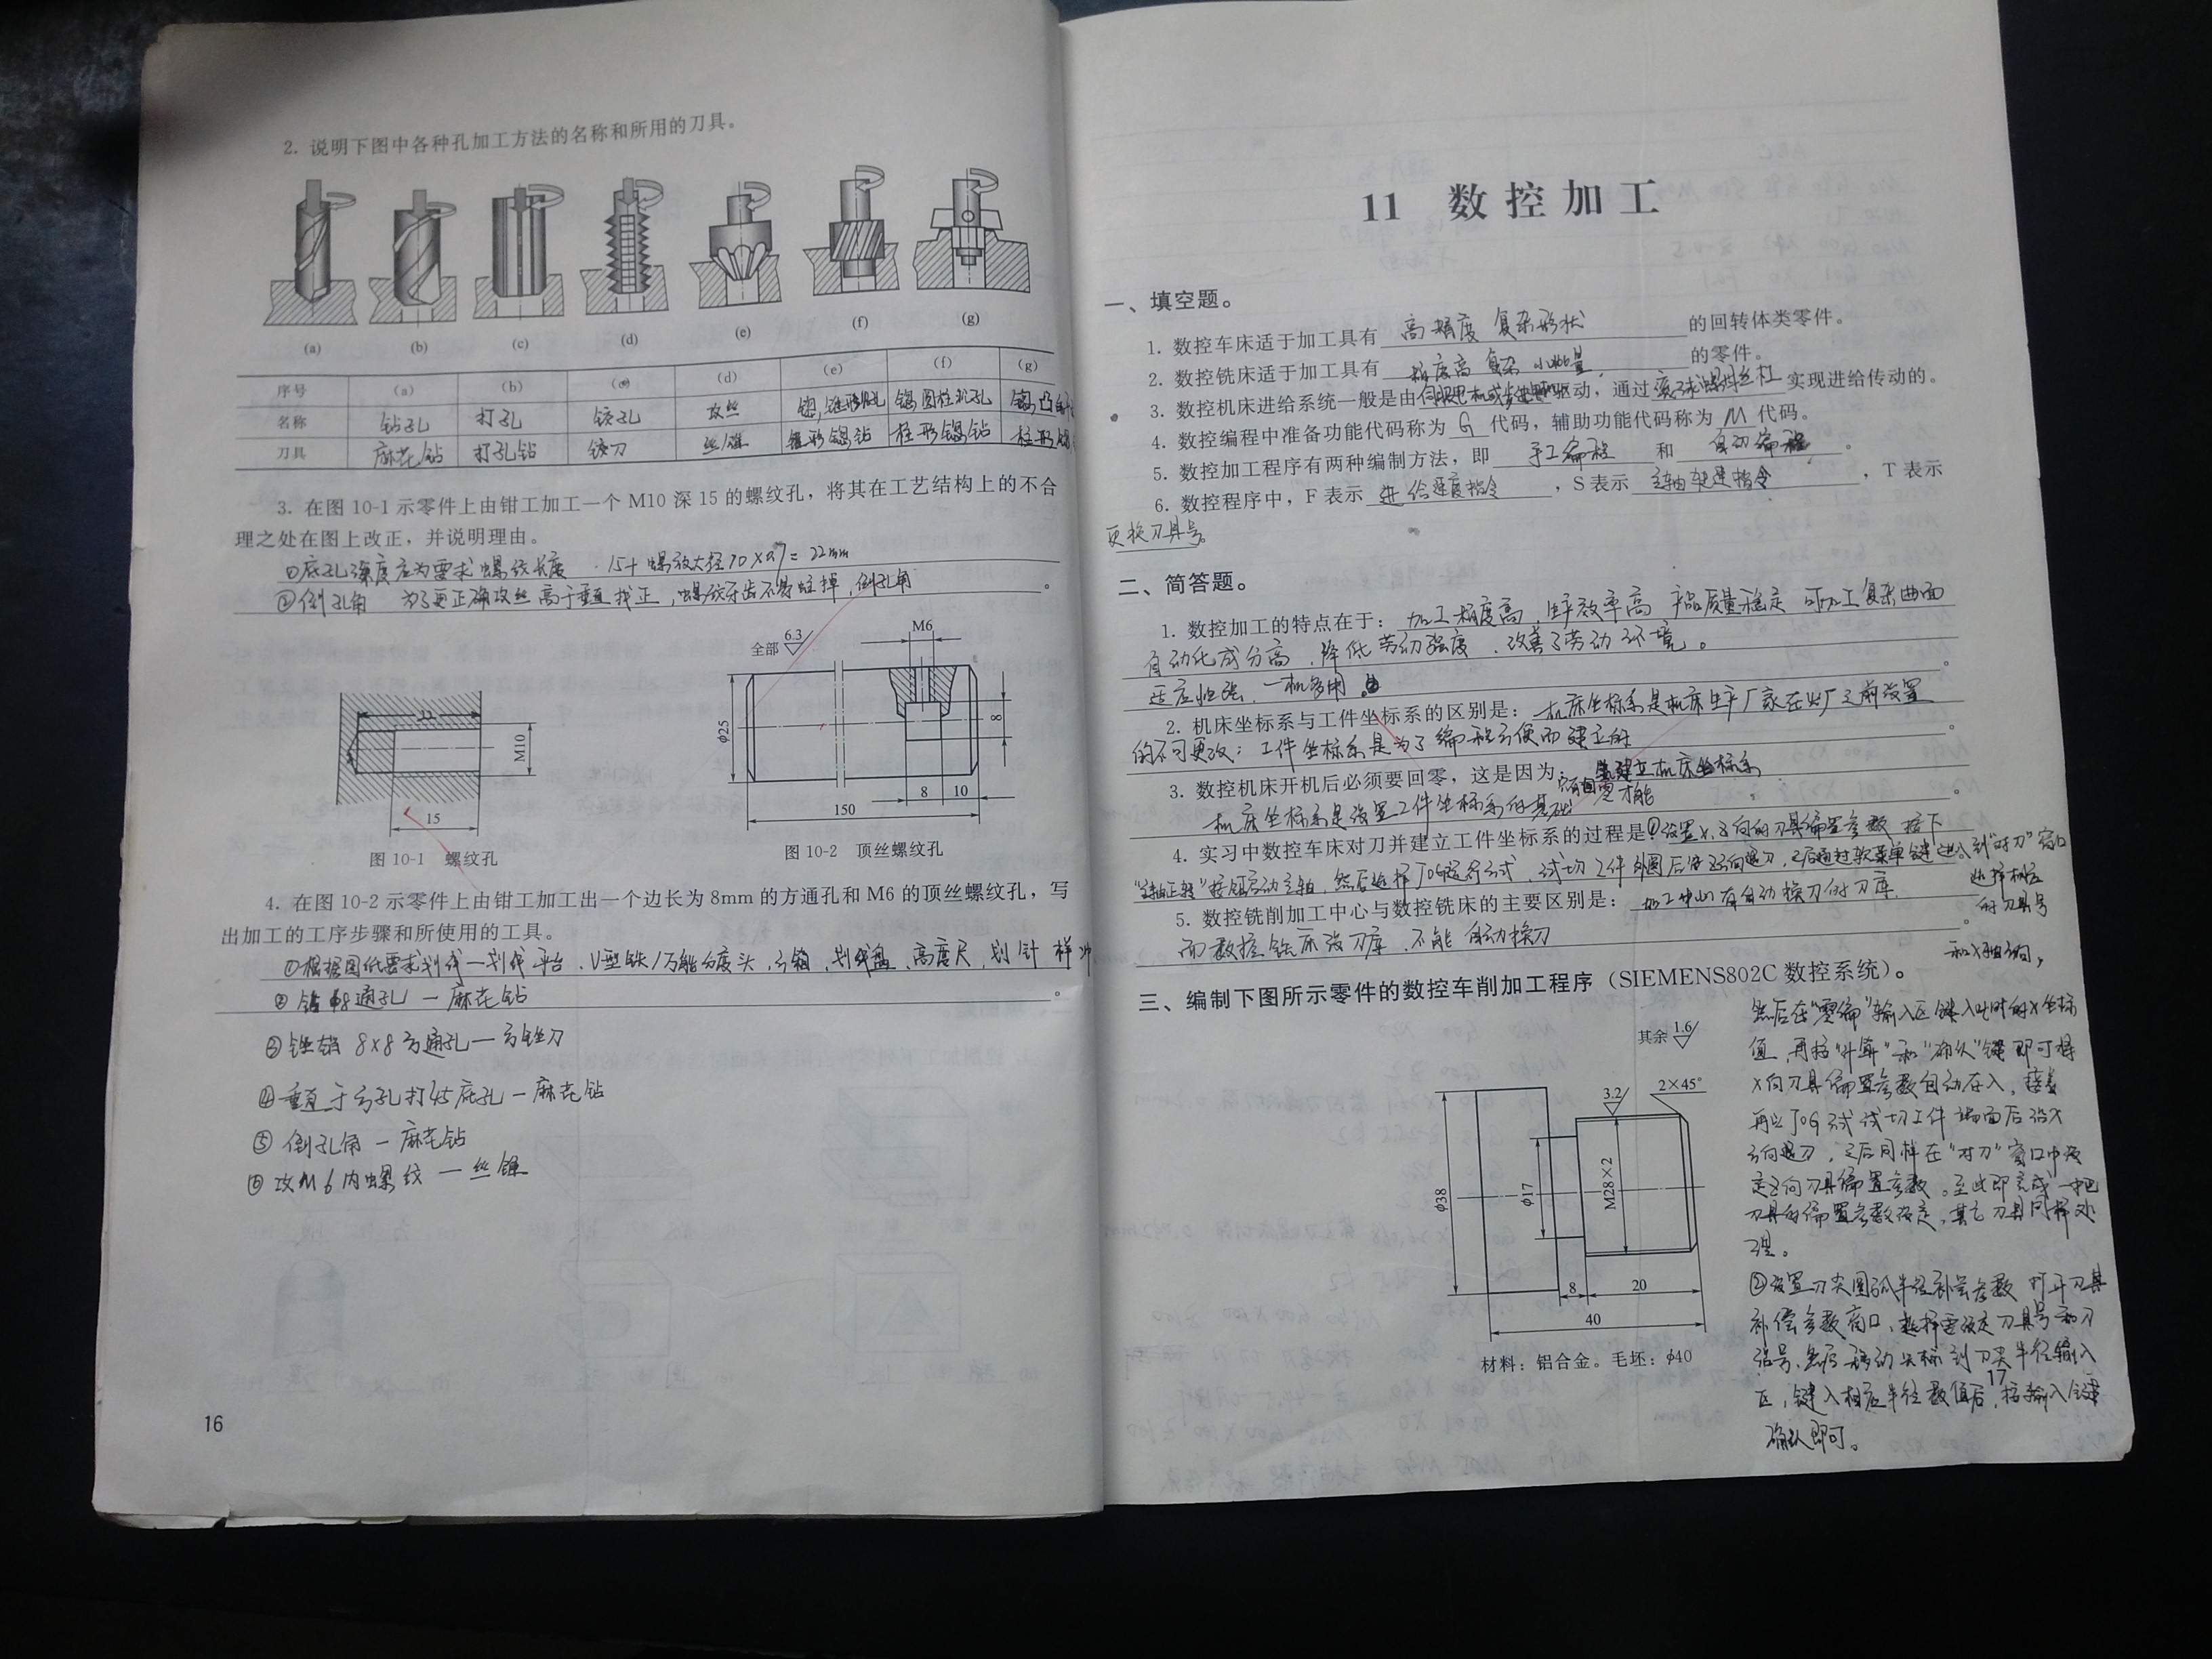 2. 说明下图中各种孔加工方法的名称和所用的刀具。
(a) (b) (c) (d) (e) (f) (g)
序号 (a) (b) (c) (d) (e) (f) (g)
名称 钻孔 打孔 铰孔 攻丝 锪锥形沉孔 锪圆柱沉孔 锪凸台
刀具 麻花钻 打孔钻 铰刀 丝锥 锥形锪钻 柱形锪钻 柱形锪
3. 在图 10-1 示零件上由钳工加工一个 M10 深 15 的螺纹孔，将其在工艺结构上的不合
理之处在图上改正，并说明理由。
①底孔深度应为要求螺纹长度 15+螺纹大径10×0.7=22mm
②倒孔角 为了更正确攻丝 高于垂直找正，螺纹牙齿不易蹦掉，倒孔角。
全部 6.3
M6
22
M10
15
φ25
8
8
10
150
图 10-1 螺纹孔
图 10-2 顶丝螺纹孔
4. 在图 10-2 示零件上由钳工加工出一个边长为 8mm 的方通孔和 M6 的顶丝螺纹孔，写
出加工的工序步骤和所使用的工具。
①根据图纸要求划线—划线平台、V型铁/万能分度头、方箱、划线盘、高度尺、划针 样冲
②钻φ8通孔 — 麻花钻。
③锉削 8×8方通孔—方锉刀
④垂直于方孔打φ5底孔—麻花钻
⑤倒孔角 — 麻花钻
⑥攻M6内螺纹 — 丝锥
16
11 数控加工
一、填空题。
1. 数控车床适于加工具有 高精度 复杂形状 的回转体类零件。
2. 数控铣床适于加工具有 精度高 复杂 小批量 的零件。
3. 数控机床进给系统一般是由伺服电机或步进电机驱动，通过滚珠螺丝杠实现进给传动的。
4. 数控编程中准备功能代码称为 G 代码，辅助功能代码称为 M 代码。
5. 数控加工程序有两种编制方法，即 手工编程 和 自动编程。
6. 数控程序中，F 表示 进给速度指令，S 表示 主轴转速指令，T 表示
更换刀具号。
二、简答题。
1. 数控加工的特点在于：加工精度高，生产效率高 产品质量稳定 可加工复杂曲面
自动化成分高，降低劳动强度，改善了劳动环境。
适应性强，一机多用。
2. 机床坐标系与工件坐标系的区别是：机床坐标系是机床生产厂家在出厂之前设置
的不可更改；工件坐标系是为了编程方便而建立的。
3. 数控机床开机后必须要回零，这是因为 只有回零才能建立机床坐标系
机床坐标系是设置工件坐标系的基础。
4. 实习中数控车床对刀并建立工件坐标系的过程是：①设置X、Z向的刀具偏置参数 按下
"主轴正转"按钮启动主轴，然后选择JOG运行方式，试切工件外圆后沿Z向退刀，之后通过软菜单键进入到"对刀"窗口
选择相应
的刀具号
5. 数控铣削加工中心与数控铣床的主要区别是：加工中心有自动换刀的刀库
而数控铣床没刀库，不能自动换刀。
和X轴向，
三、编制下图所示零件的数控车削加工程序（SIEMENS802C 数控系统）。
然后在"零偏"输入区键入此时的X坐标
值，再按"计算"和"确认"键即可将
X向刀具偏置参数自动存入，接着
再以JOG方式试切工件端面后沿X
方向退刀，之后同样在"对刀"窗口中设
定Z向刀具偏置参数。至此即完成一把
刀具的偏置参数设定，其它刀具同样处
理。
②设置刀尖圆弧半径补尝参数 打开刀具
补偿参数窗口，选择要设定刀具号和刀
沿号，然后移动光标到刀尖半径输入
区，键入相应半径数值后，按输入键
确认即可。
其余 1.6
3.2
2×45°
φ38
φ17
M28×2
8
20
40
材料：铝合金。毛坯：φ40
17